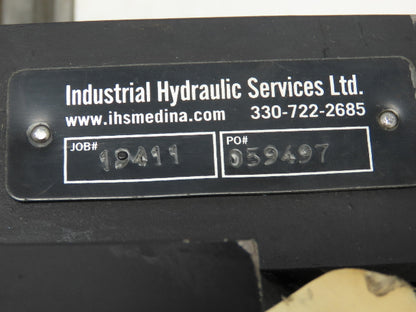 Industrial Hydraulic Services Ltd.
www.ihsmedina.com 330-722-2685
JOB# PO#
19411 059497